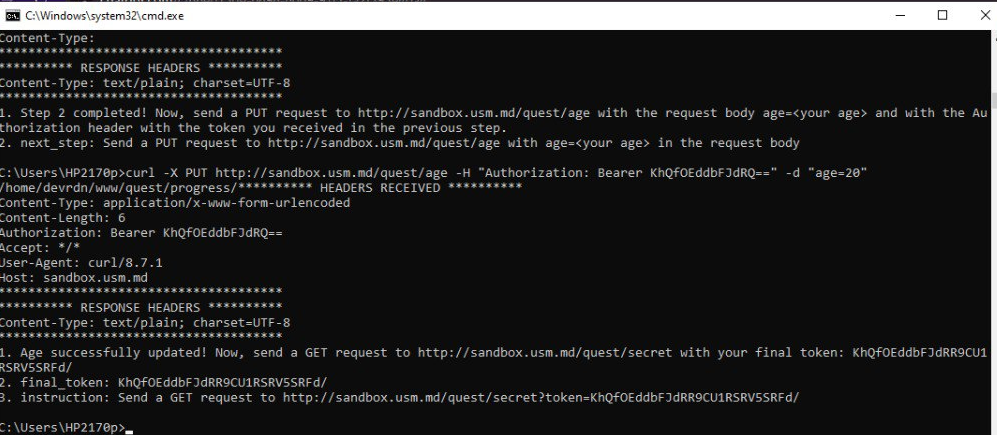 C:\Windows\system32\cmd.exe
Content-Type:
*************************************
********** RESPONSE HEADERS **********
Content-Type: text/plain; charset=UTF-8
*************************************
1. Step 2 completed! Now, send a PUT request to http://sandbox.usm.md/quest/age with the request body age=<your age> and with the Au
thorization header with the token you received in the previous step.
2. next_step: Send a PUT request to http://sandbox.usm.md/quest/age with age=<your age> in the request body
C:\Users\HP2170p>curl -X PUT http://sandbox.usm.md/quest/age -H "Authorization: Bearer KhQfOEddbFJdRQ==" -d "age=20"
/home/devrdn/www/quest/progress/********** HEADERS RECEIVED **********
Content-Type: application/x-www-form-urlencoded
Content-Length: 6
Authorization: Bearer KhQfOEddbFJdRQ==
Accept: */*
User-Agent: curl/8.7.1
Host: sandbox.usm.md
*************************************
********** RESPONSE HEADERS **********
Content-Type: text/plain; charset=UTF-8
*************************************
1. Age successfully updated! Now, send a GET request to http://sandbox.usm.md/quest/secret with your final token: KhQfOEddbFJdRR9CU1
RSRV5SRFd/
2. final_token: KhQfOEddbFJdRR9CU1RSRV5SRFd/
3. instruction: Send a GET request to http://sandbox.usm.md/quest/secret?token=KhQfOEddbFJdRR9CU1RSRV5SRFd/
C:\Users\HP2170p>